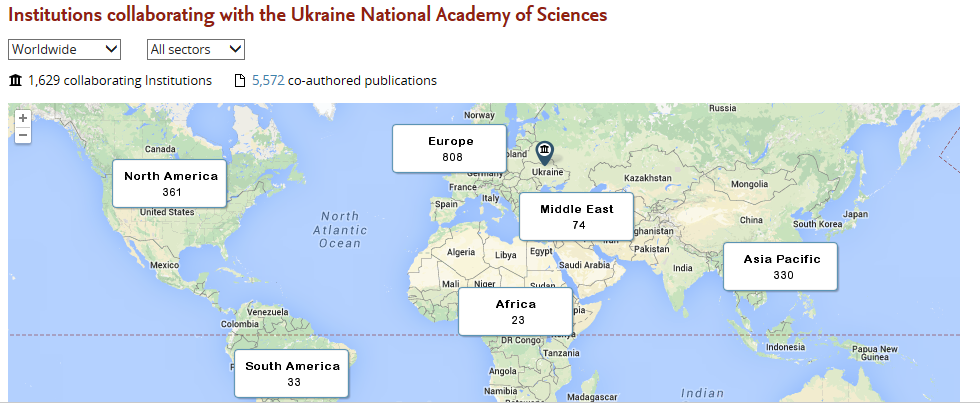 Institutions collaborating with the Ukraine National Academy of Sciences
Worldwide
All sectors
1,629 collaborating Institutions
5,572 co-authored publications
+
−
Norway
Russia
Canada
Europe
808
North America
361
Ukraine
Germany
France
Kazakhstan
Mongolia
Spain
Italy
United States
North
Atlantic
Ocean
Middle East
74
China
Japan
South Korea
Pakistan
Algeria
Libya
Egypt
Saudi Arabia
India
Asia Pacific
330
Mexico
Mali
Niger
Sudan
Africa
23
Venezuela
Colombia
DR Congo
Tanzania
Indonesia
Papua New
Guinea
South America
33
Angola
Namibia
Madagascar
Indian